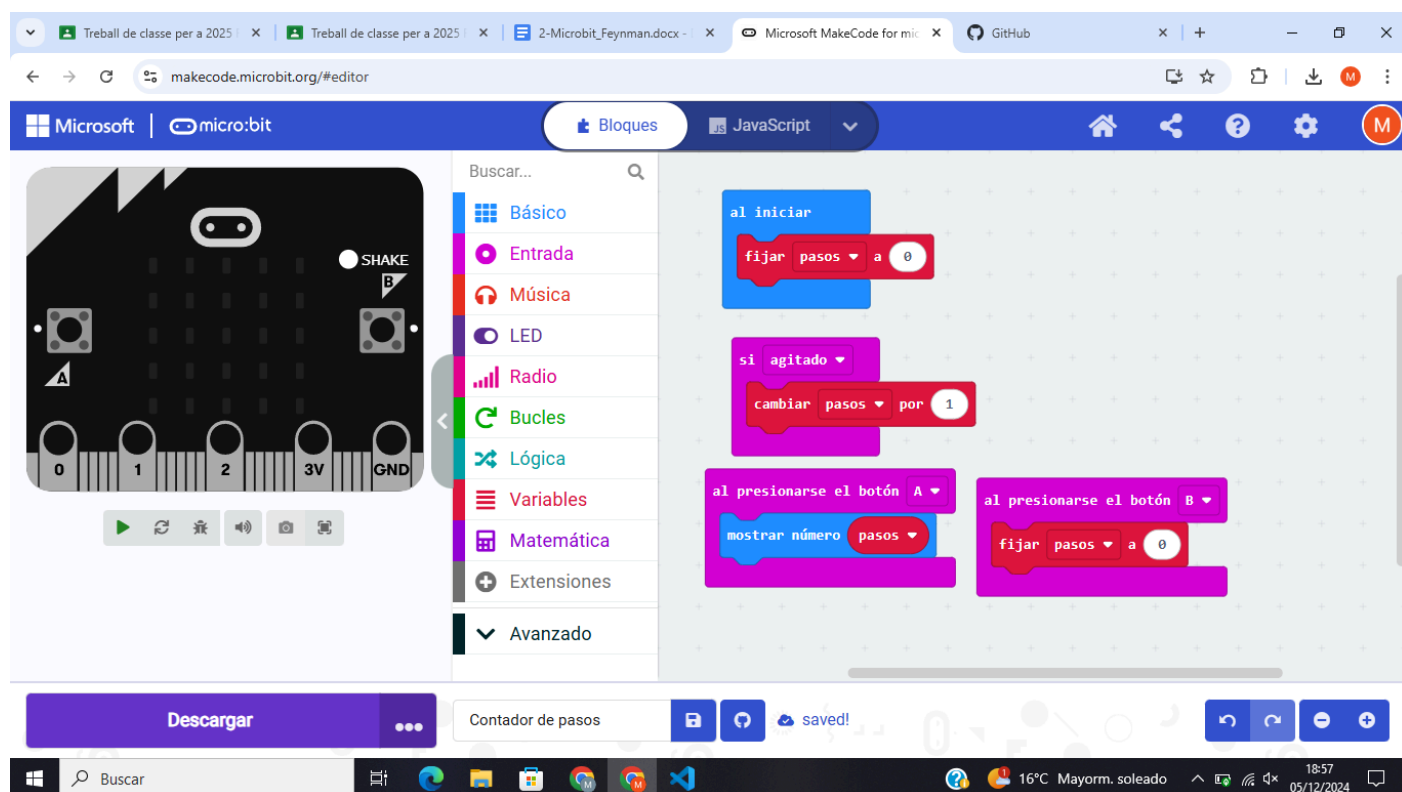 Treball de classe per a 2025
Treball de classe per a 2025
2-Microbit_Feynman.docx -
Microsoft MakeCode for mic
GitHub
makecode.microbit.org/#editor
M
Microsoft
micro:bit
Bloques
JS JavaScript
M
Buscar...
Básico
Entrada
Música
LED
Radio
Bucles
Lógica
Variables
Matemática
Extensiones
Avanzado
SHAKE
B
A
0 1 2 3V GND
al iniciar
fijar pasos a 0
si agitado
cambiar pasos por 1
al presionarse el botón A
mostrar número pasos
al presionarse el botón B
fijar pasos a 0
Descargar
Contador de pasos
saved!
Buscar
16°C Mayorm. soleado
18:57
05/12/2024